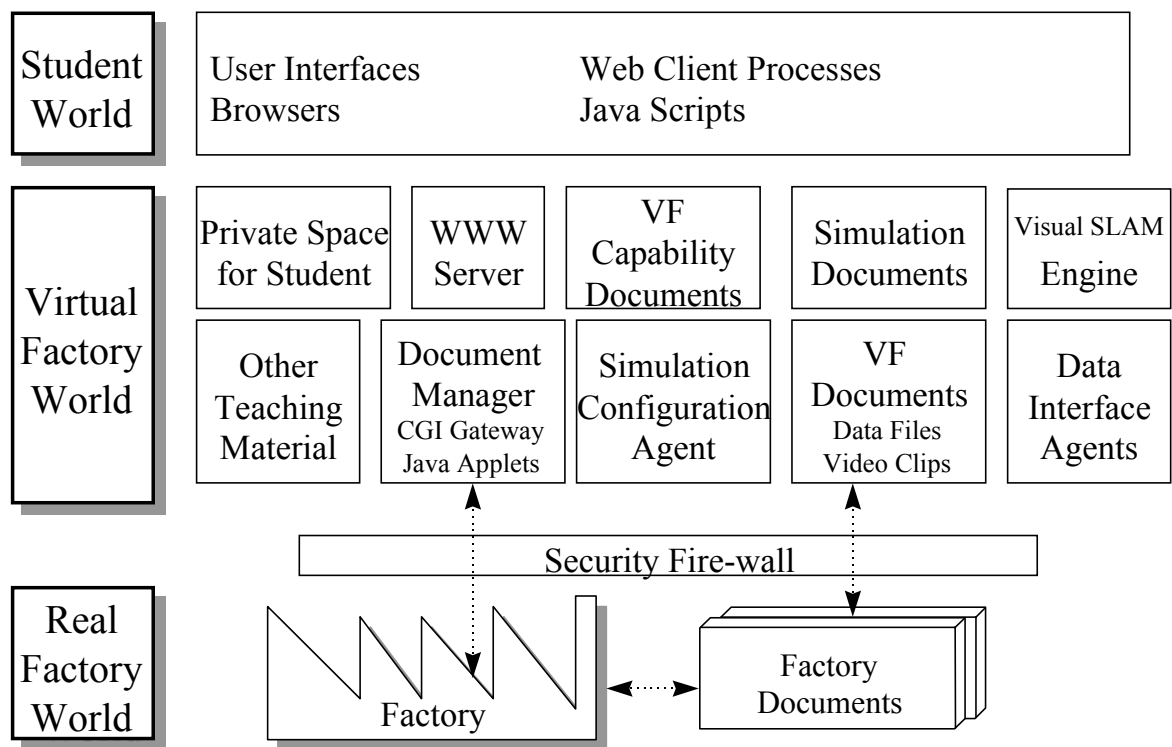 Student
World
User Interfaces
Browsers
Web Client Processes
Java Scripts
Virtual
Factory
World
Private Space
for Student
WWW
Server
VF
Capability
Documents
Simulation
Documents
Visual SLAM
Engine
Other
Teaching
Material
Document
Manager
CGI Gateway
Java Applets
Simulation
Configuration
Agent
VF
Documents
Data Files
Video Clips
Data
Interface
Agents
Security Fire-wall
Real
Factory
World
Factory
Factory
Documents